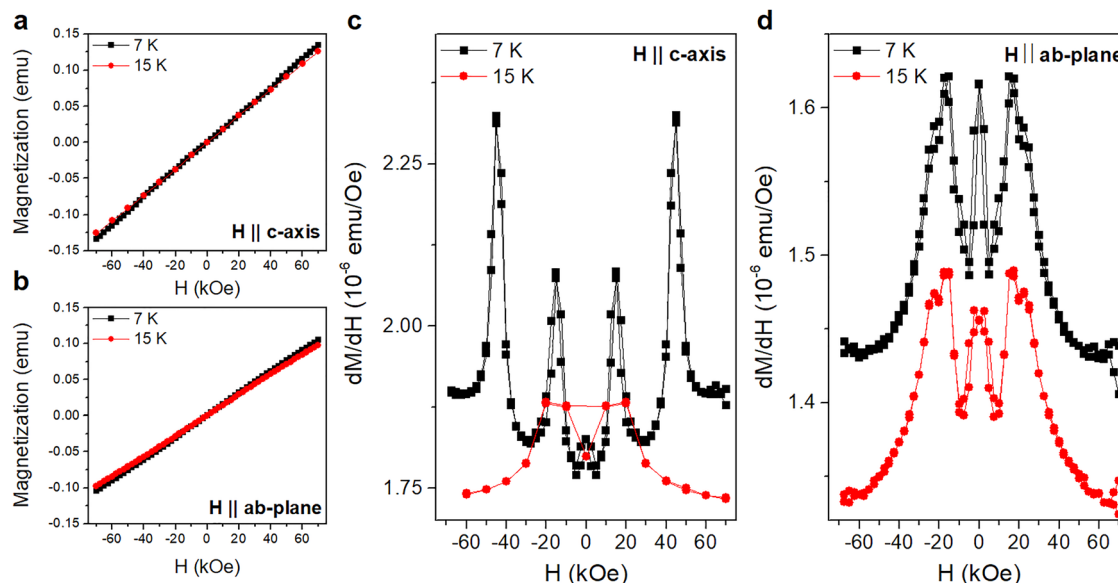 a
7 K
15 K
Magnetization (emu)
0.15
0.10
0.05
0.00
-0.05
-0.10
-0.15
H || c-axis
-60 -40 -20 0 20 40 60
H (kOe)
b
7 K
15 K
Magnetization (emu)
0.15
0.10
0.05
0.00
-0.05
-0.10
-0.15
H || ab-plane
-60 -40 -20 0 20 40 60
H (kOe)
c
7 K
15 K
H || c-axis
dM/dH (10-6 emu/Oe)
2.25
2.00
1.75
-60 -40 -20 0 20 40 60
H (kOe)
d
7 K
15 K
H || ab-plane
dM/dH (10-6 emu/Oe)
1.6
1.5
1.4
-60 -40 -20 0 20 40 60
H (kOe)